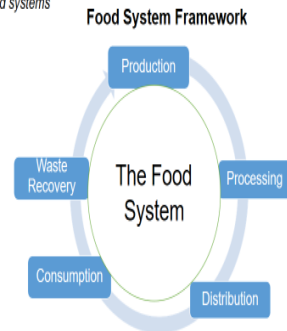 d systems
Food System Framework
Production
Waste
Recovery
The Food
System
Processing
Consumption
Distribution